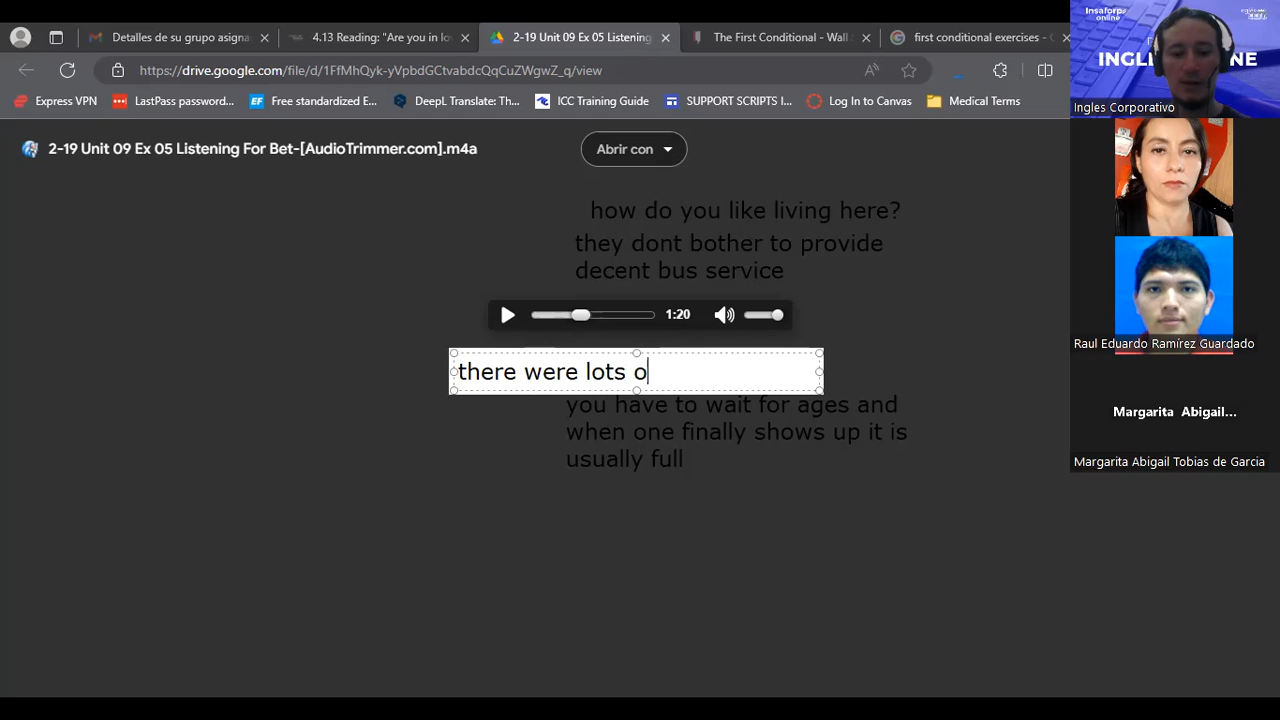 Detalles de su grupo asigna
4.13 Reading: "Are you in lo
2-19 Unit 09 Ex 05 Listening
The First Conditional - Wall
first conditional exercises - C
https://drive.google.com/file/d/1FfMhQyk-yVpbdGCtvabdcQqCuZWgwZ_q/view
Express VPN
LastPass password...
Free standardized E...
DeepL Translate: Th...
ICC Training Guide
SUPPORT SCRIPTS I...
Log In to Canvas
Medical Terms
2-19 Unit 09 Ex 05 Listening For Bet-[AudioTrimmer.com].m4a
Abrir con
how do you like living here?
they dont bother to provide
decent bus service
1:20
there were lots o
you have to wait for ages and
when one finally shows up it is
usually full
Insaforp
online
INGL
NE
Ingles Corporativo
Raul Eduardo Ramírez Guardado
Margarita Abigail...
Margarita Abigail Tobias de Garcia